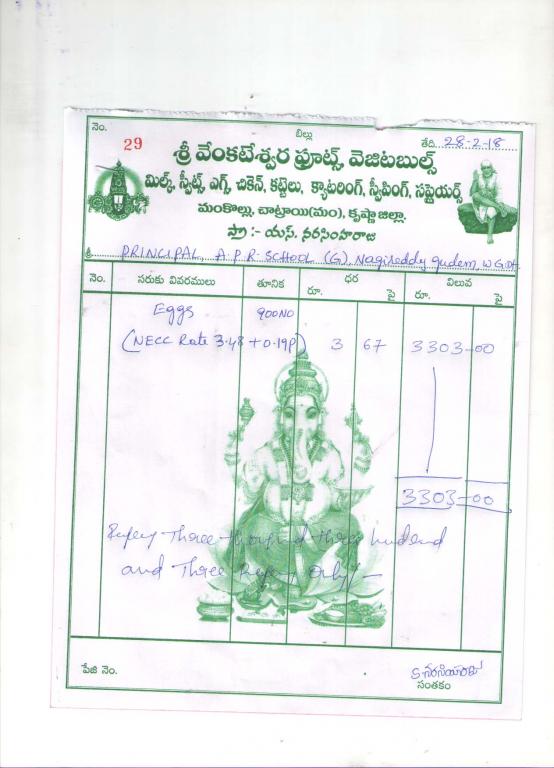 నెం. 29
బిల్లు
తేది. 28-2-18
శ్రీ వేంకటేశ్వర ఫ్రూట్స్, వెజిటబుల్స్
మిల్క్, స్వీట్స్, ఎగ్స్, చికెన్, కట్టెలు, క్యాటరింగ్, స్వీపింగ్, సప్లైయర్స్
మంకొల్లు, చాట్రాయి(మం), కృష్ణా జిల్లా.
ప్రొ :- యస్. నరసింహరాజు
శ్రీ PRINCIPAL, A.P.R. SCHOOL (G), Nagireddy gudem, W.G.Dt.
నెం. సరుకు వివరములు తూనిక ధర విలువ
రూ. పై రూ. పై
Eggs 900 NO
(NECC Rate 3.48 + 0.19P) 3 67 3303-00
3303-00
Rupees Three thousand three hundred
and Three Rupees Only/-
పేజి నెం.
సంతకం